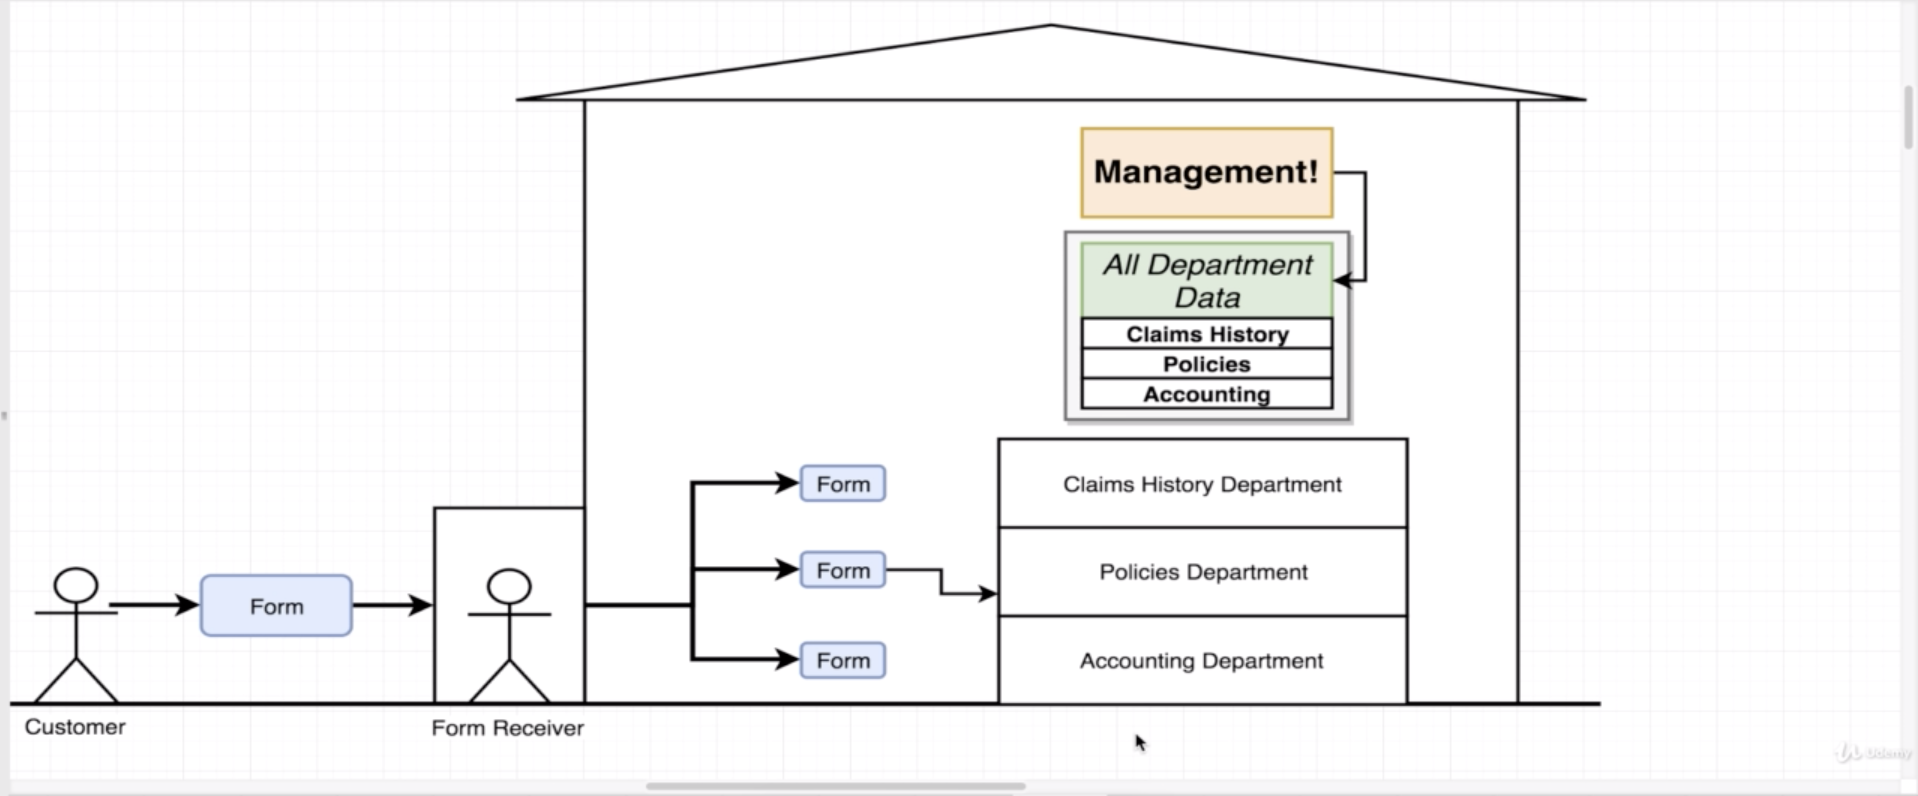 Management!
All Department
Data
Claims History
Policies
Accounting
Form
Claims History Department
Form
Policies Department
Form
Form
Accounting Department
Customer
Form Receiver
Udemy